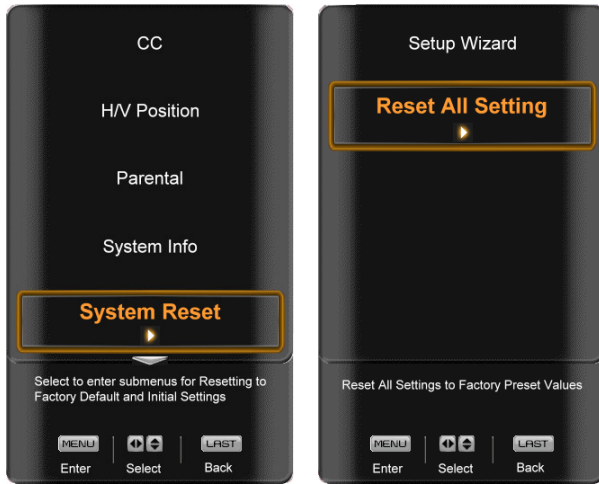 CC
H/V Position
Parental
System Info
System Reset
Select to enter submenus for Resetting to
Factory Default and Initial Settings
MENU LAST
Enter Select Back
Setup Wizard
Reset All Setting
Reset All Settings to Factory Preset Values
MENU LAST
Enter Select Back